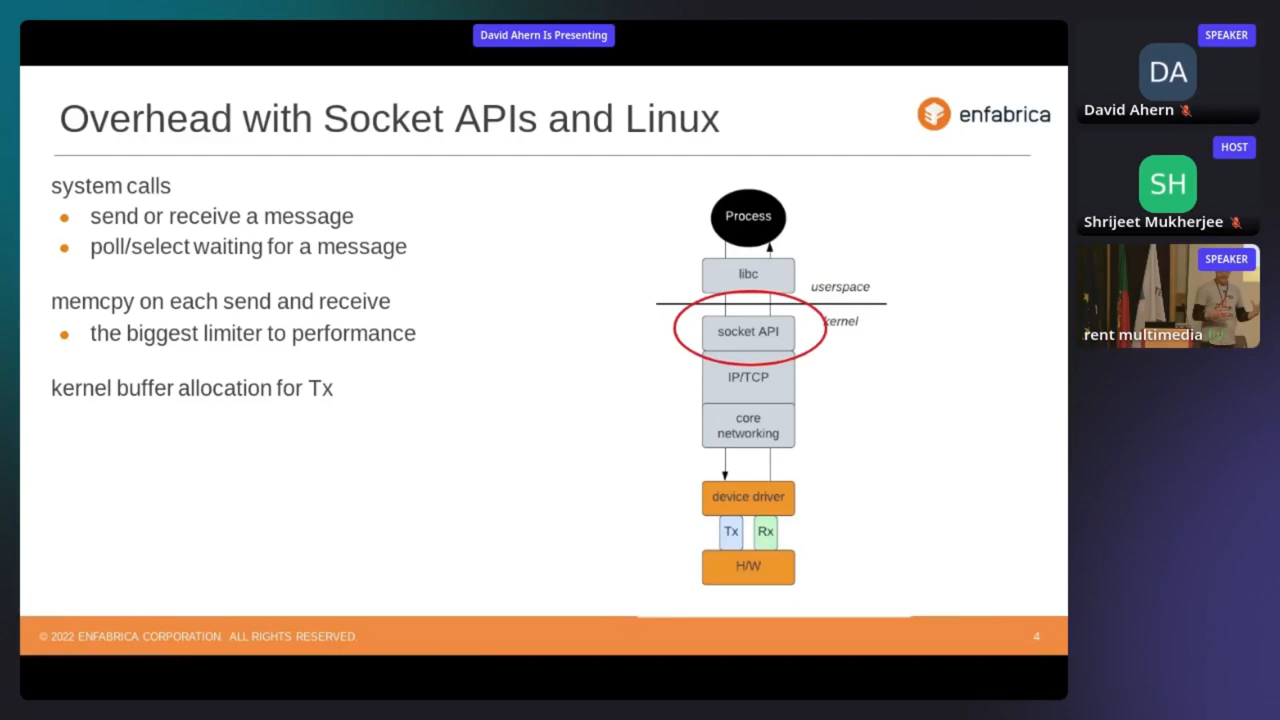 David Ahern Is Presenting
Overhead with Socket APIs and Linux
enfabrica
system calls
send or receive a message
poll/select waiting for a message
memcpy on each send and receive
the biggest limiter to performance
kernel buffer allocation for Tx
Process
libc
userspace
kernel
socket API
IP/TCP
core
networking
device driver
Tx Rx
H/W
© 2022 ENFABRICA CORPORATION. ALL RIGHTS RESERVED.
4
SPEAKER
DA
David Ahern
HOST
SH
Shrijeet Mukherjee
SPEAKER
rent multimedia